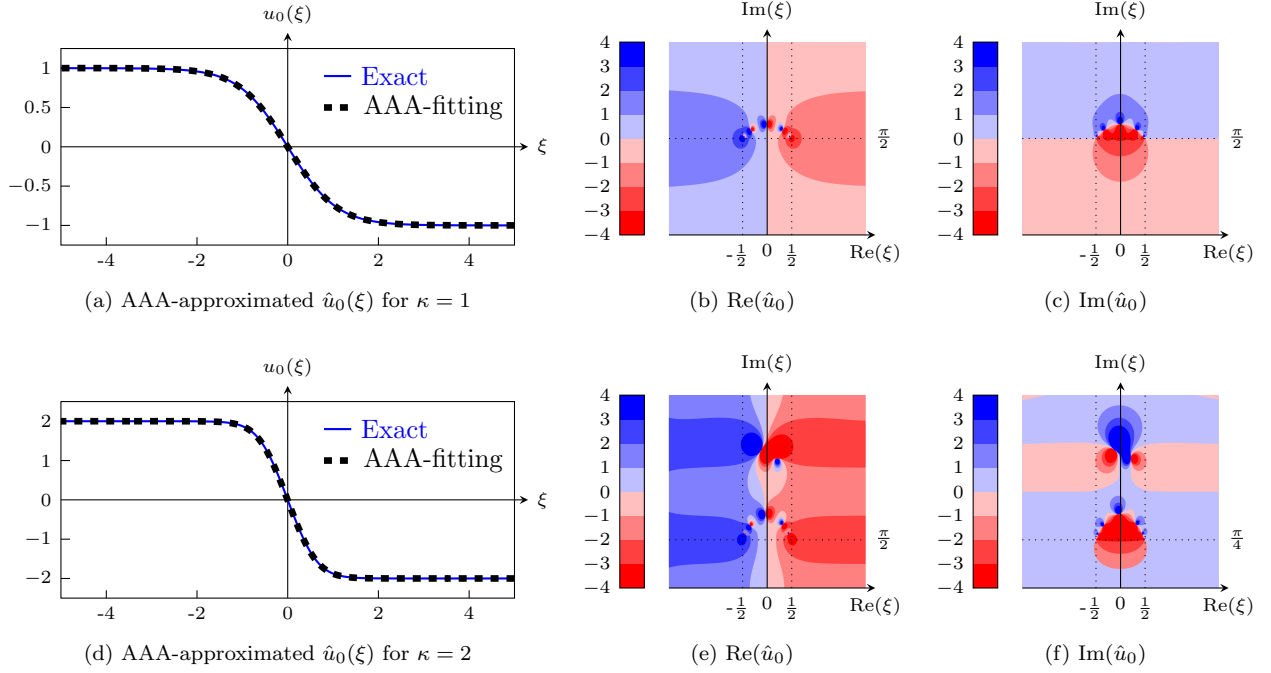 u₀(ξ)
1
0.5
0
−0.5
−1
-4
-2
0
2
4
ξ
Exact
AAA-fitting
(a) AAA-approximated û₀(ξ) for κ = 1
4
3
2
1
0
−1
−2
−3
−4
Im(ξ)
π/2
-1/2
0
1/2
Re(ξ)
(b) Re(û₀)
4
3
2
1
0
−1
−2
−3
−4
Im(ξ)
π/2
-1/2
0
1/2
Re(ξ)
(c) Im(û₀)
u₀(ξ)
2
1
0
−1
−2
-4
-2
0
2
4
ξ
Exact
AAA-fitting
(d) AAA-approximated û₀(ξ) for κ = 2
4
3
2
1
0
−1
−2
−3
−4
Im(ξ)
π/2
-1/2
0
1/2
Re(ξ)
(e) Re(û₀)
4
3
2
1
0
−1
−2
−3
−4
Im(ξ)
π/4
-1/2
0
1/2
Re(ξ)
(f) Im(û₀)